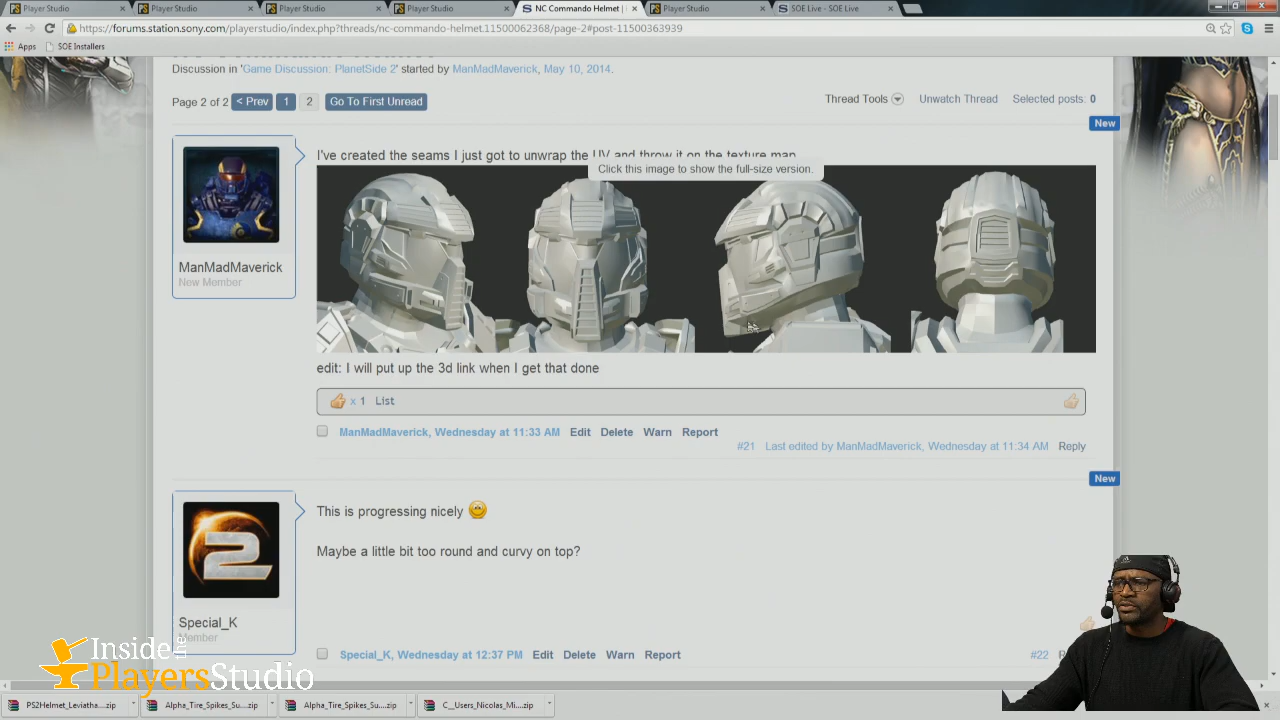 Player Studio
Player Studio
Player Studio
Player Studio
NC Commando Helmet |
Player Studio
SOE Live - SOE Live
https://forums.station.sony.com/playerstudio/index.php?threads/nc-commando-helmet.11500062368/page-2#post-11500363939
Apps
SOE Installers
Discussion in 'Game Discussion: PlanetSide 2' started by ManMadMaverick, May 10, 2014.
Page 2 of 2 < Prev 1 2 Go To First Unread
Thread Tools Unwatch Thread Selected posts: 0
New
I've created the seams I just got to unwrap the UV and throw it on the texture map
Click this image to show the full-size version.
ManMadMaverick
New Member
edit: I will put up the 3d link when I get that done
x 1 List
ManMadMaverick, Wednesday at 11:33 AM Edit Delete Warn Report
#21 Last edited by ManMadMaverick, Wednesday at 11:34 AM Reply
New
This is progressing nicely
Maybe a little bit too round and curvy on top?
2
Special_K
Member
Special_K, Wednesday at 12:37 PM Edit Delete Warn Report
#22
Inside the
PlayersStudio
PS2Helmet_Leviatha....zip
Alpha_Tire_Spikes_Su....zip
Alpha_Tire_Spikes_Su....zip
C__Users_Nicolas_Mi....zip